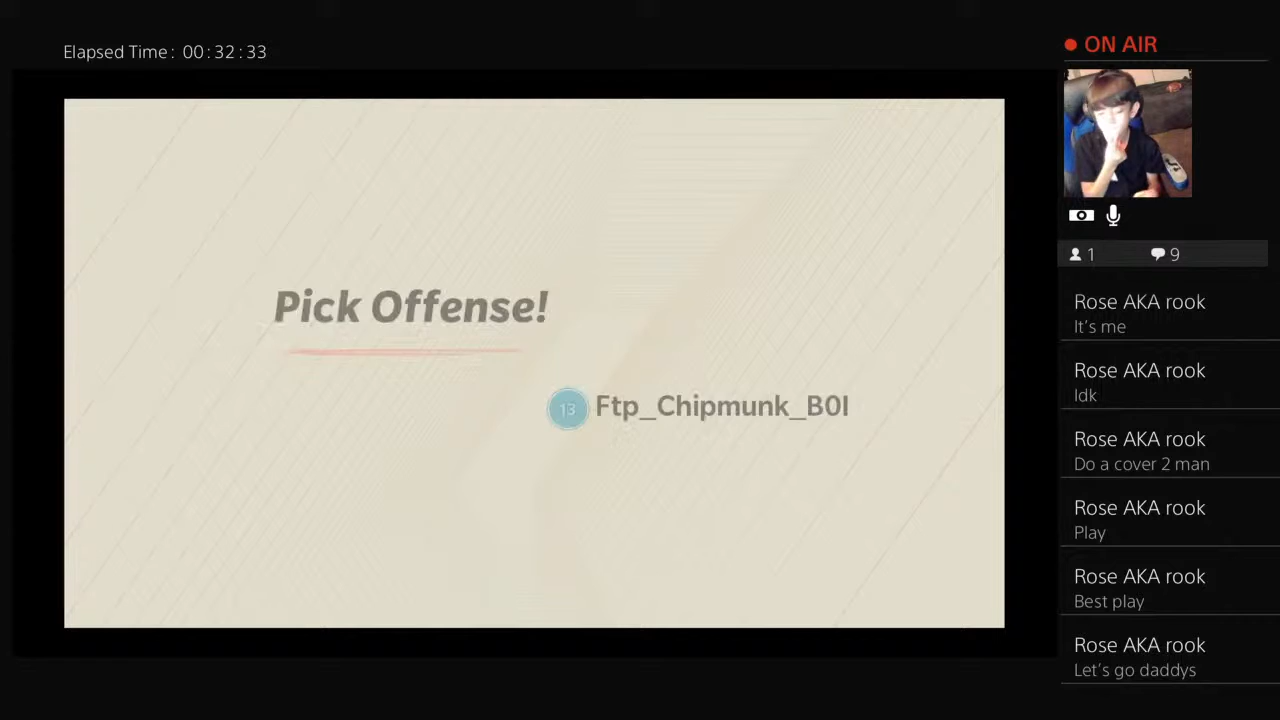 Elapsed Time: 00:32:33
ON AIR
1
9
Pick Offense!
13 Ftp_Chipmunk_B0I
Rose AKA rook
It's me
Rose AKA rook
Idk
Rose AKA rook
Do a cover 2 man
Rose AKA rook
Play
Rose AKA rook
Best play
Rose AKA rook
Let's go daddys